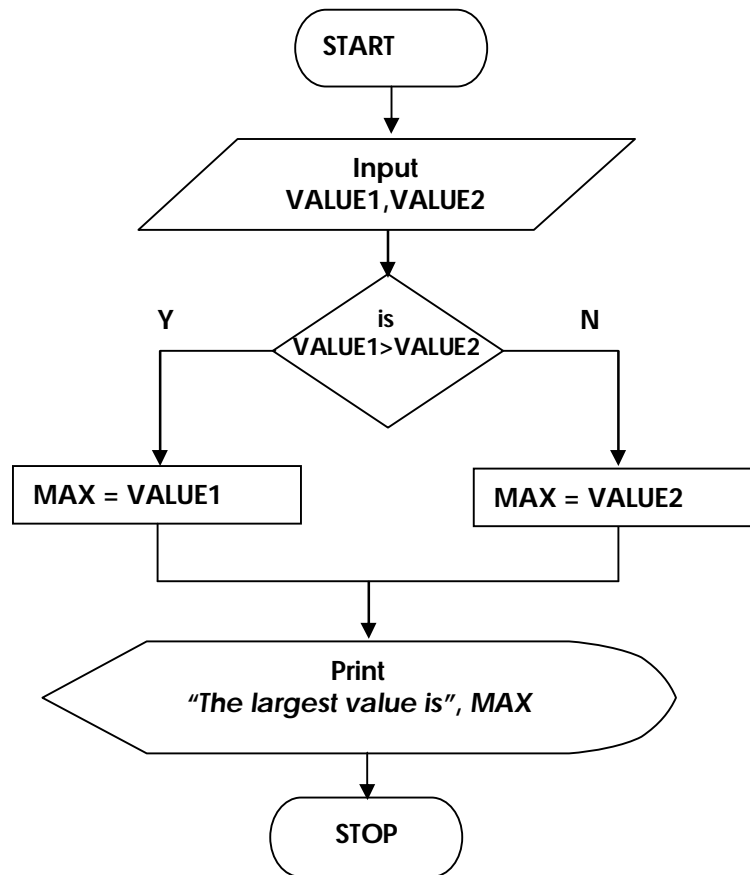 START
Input
VALUE1,VALUE2
Y
is
VALUE1>VALUE2
N
MAX = VALUE1
MAX = VALUE2
Print
“The largest value is”, MAX
STOP